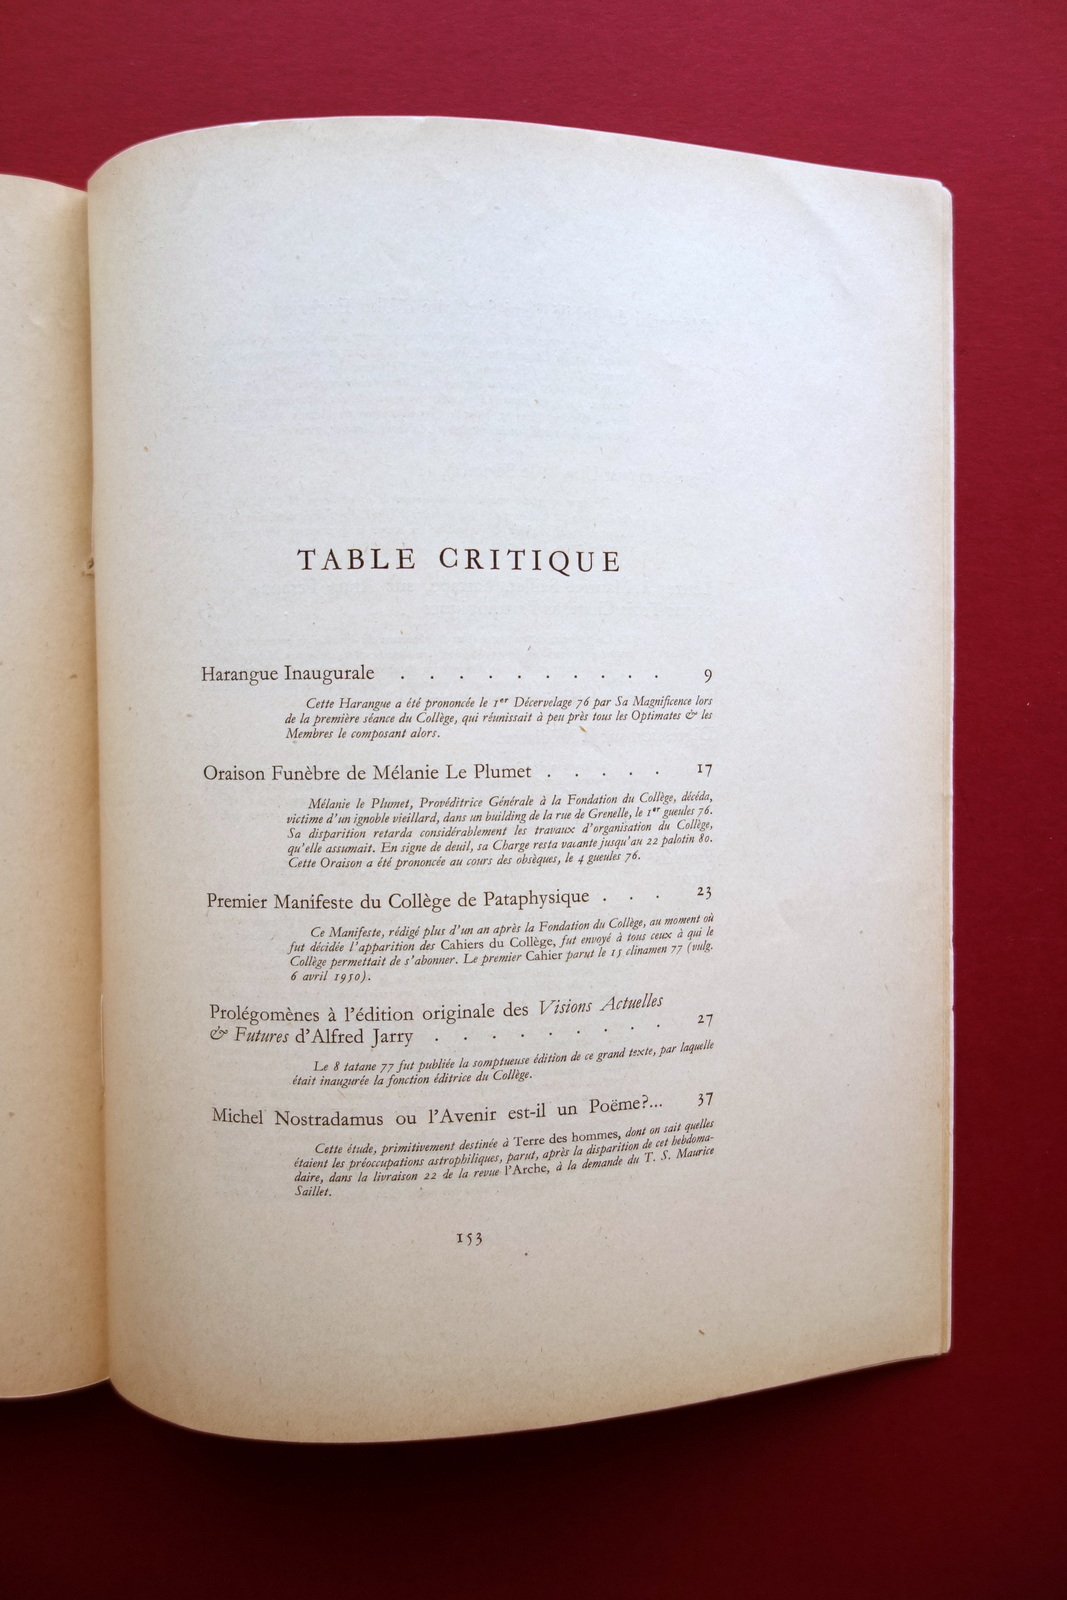 TABLE CRITIQUE
Harangue Inaugurale . . . . . . . . . . 9
Cette Harangue a été prononcée le 1er Décervelage 76 par Sa Magnificence lors
de la première séance du Collège, qui réunissait à peu près tous les Optimates & les
Membres le composant alors.
Oraison Funèbre de Mélanie Le Plumet . . . . . 17
Mélanie le Plumet, Provéditrice Générale à la Fondation du Collège, décéda,
victime d'un ignoble vieillard, dans un building de la rue de Grenelle, le 1er gueules 76.
Sa disparition retarda considérablement les travaux d'organisation du Collège,
qu'elle assumait. En signe de deuil, sa Charge resta vacante jusqu'au 22 palotin 80.
Cette Oraison a été prononcée au cours des obsèques, le 4 gueules 76.
Premier Manifeste du Collège de Pataphysique . . . 23
Ce Manifeste, rédigé plus d'un an après la Fondation du Collège, au moment où
fut décidée l'apparition des Cahiers du Collège, fut envoyé à tous ceux à qui le
Collège permettait de s'abonner. Le premier Cahier parut le 15 clinamen 77 (vulg.
6 avril 1950).
Prolégomènes à l'édition originale des Visions Actuelles
& Futures d'Alfred Jarry . . . . . . . 27
Le 8 tatane 77 fut publiée la somptueuse édition de ce grand texte, par laquelle
était inaugurée la fonction éditrice du Collège.
Michel Nostradamus ou l'Avenir est-il un Poëme?... 37
Cette étude, primitivement destinée à Terre des hommes, dont on sait quelles
étaient les préoccupations astrophiliques, parut, après la disparition de cet hebdoma-
daire, dans la livraison 22 de la revue l'Arche, à la demande du T. S. Maurice
Saillet.
153